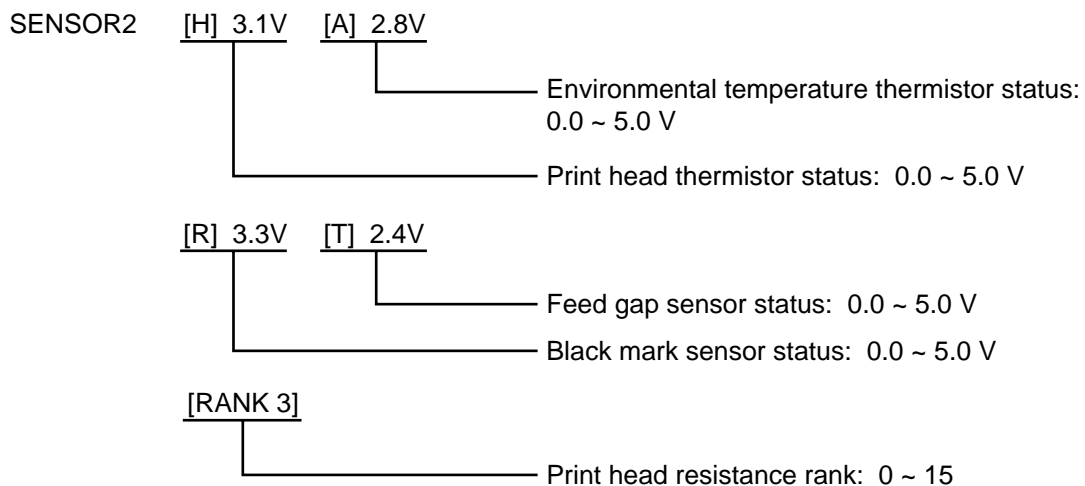 SENSOR2 [H] 3.1V [A] 2.8V
Environmental temperature thermistor status:
0.0 ~ 5.0 V
Print head thermistor status: 0.0 ~ 5.0 V
[R] 3.3V [T] 2.4V
Feed gap sensor status: 0.0 ~ 5.0 V
Black mark sensor status: 0.0 ~ 5.0 V
[RANK 3]
Print head resistance rank: 0 ~ 15